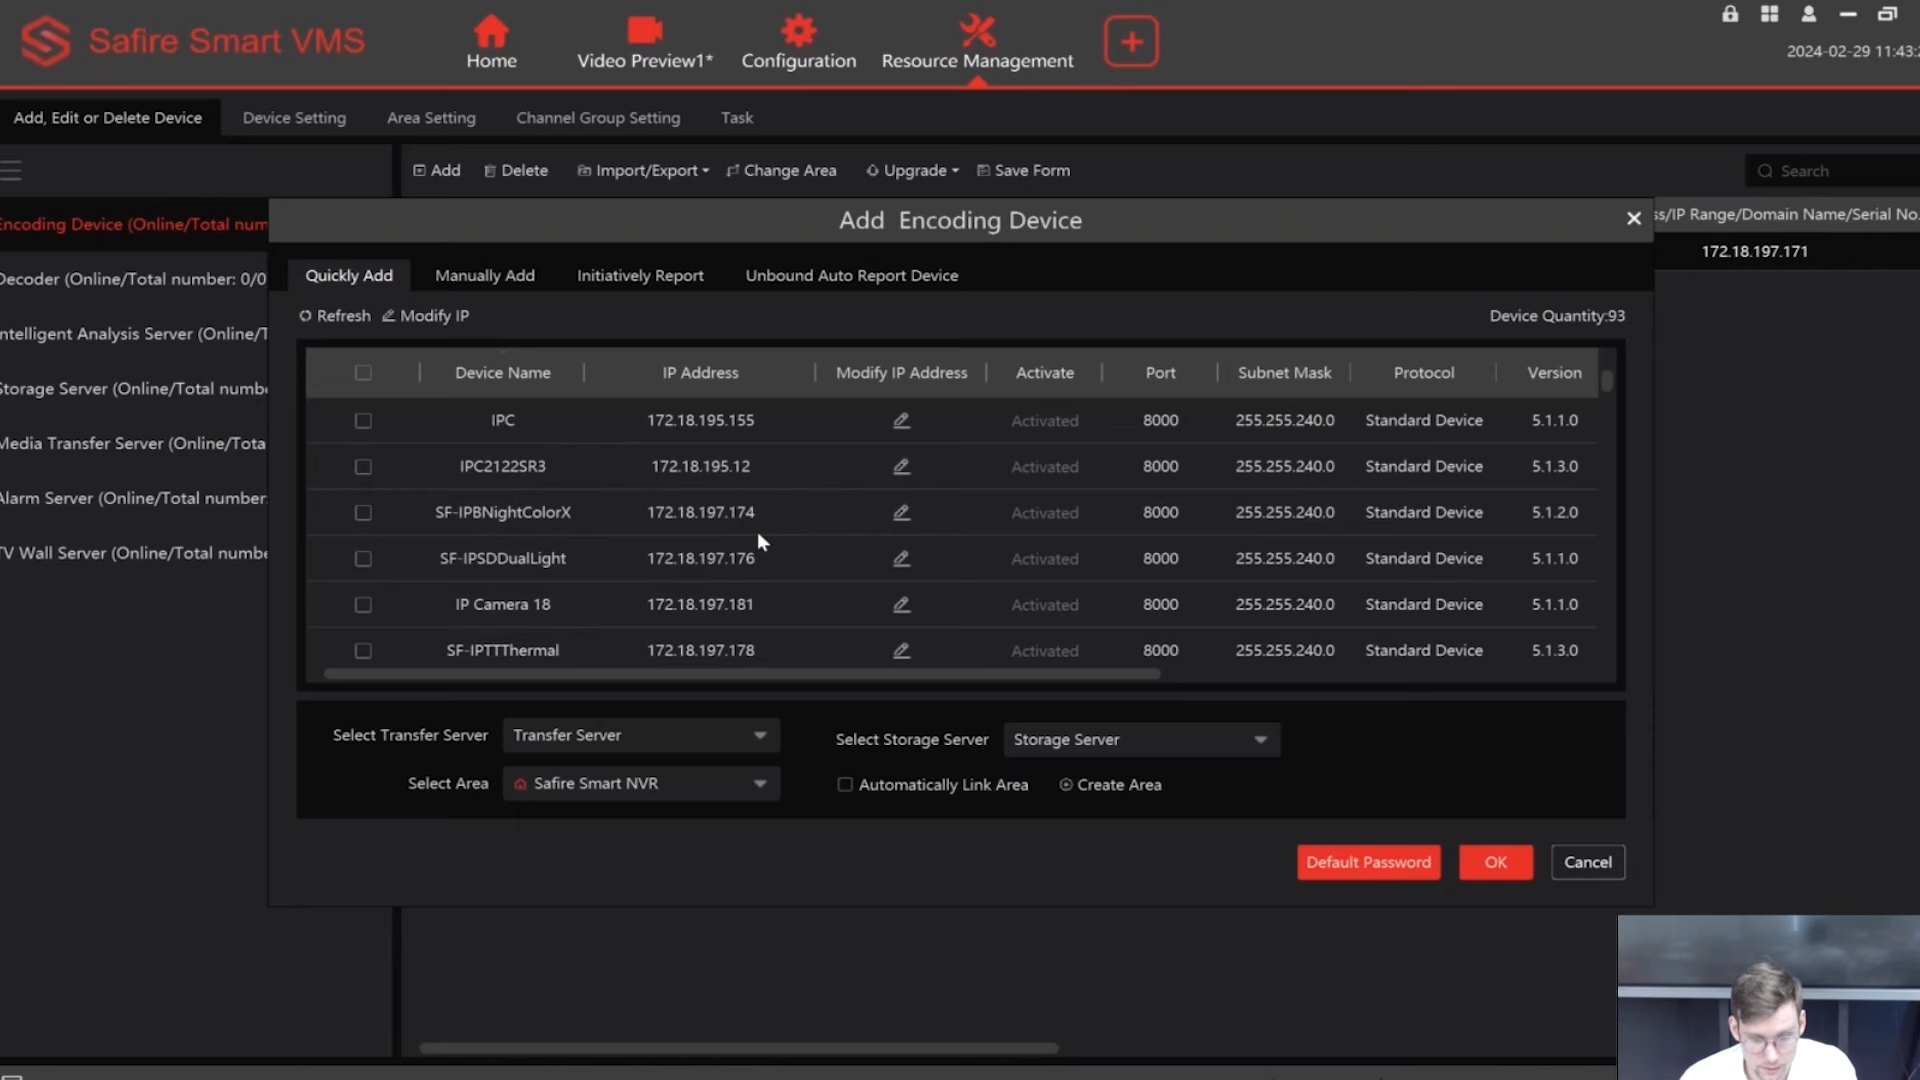 Safire Smart VMS
Home
Video Preview1*
Configuration
Resource Management
2024-02-29 11:43:2
Add, Edit or Delete Device
Device Setting
Area Setting
Channel Group Setting
Task
Add
Delete
Import/Export
Change Area
Upgrade
Save Form
Search
Encoding Device (Online/Total num
Decoder (Online/Total number: 0/0
ntelligent Analysis Server (Online/T
Storage Server (Online/Total numbe
Media Transfer Server (Online/Tota
Alarm Server (Online/Total number:
TV Wall Server (Online/Total numbe
ss/IP Range/Domain Name/Serial No.
172.18.197.171
Add Encoding Device
Quickly Add
Manually Add
Initiatively Report
Unbound Auto Report Device
Refresh
Modify IP
Device Quantity:93
Device Name IP Address Modify IP Address Activate Port Subnet Mask Protocol Version
IPC 172.18.195.155 Activated 8000 255.255.240.0 Standard Device 5.1.1.0
IPC2122SR3 172.18.195.12 Activated 8000 255.255.240.0 Standard Device 5.1.3.0
SF-IPBNightColorX 172.18.197.174 Activated 8000 255.255.240.0 Standard Device 5.1.2.0
SF-IPSDDualLight 172.18.197.176 Activated 8000 255.255.240.0 Standard Device 5.1.1.0
IP Camera 18 172.18.197.181 Activated 8000 255.255.240.0 Standard Device 5.1.1.0
SF-IPTTThermal 172.18.197.178 Activated 8000 255.255.240.0 Standard Device 5.1.3.0
Select Transfer Server Transfer Server
Select Storage Server Storage Server
Select Area Safire Smart NVR
Automatically Link Area
Create Area
Default Password
OK
Cancel